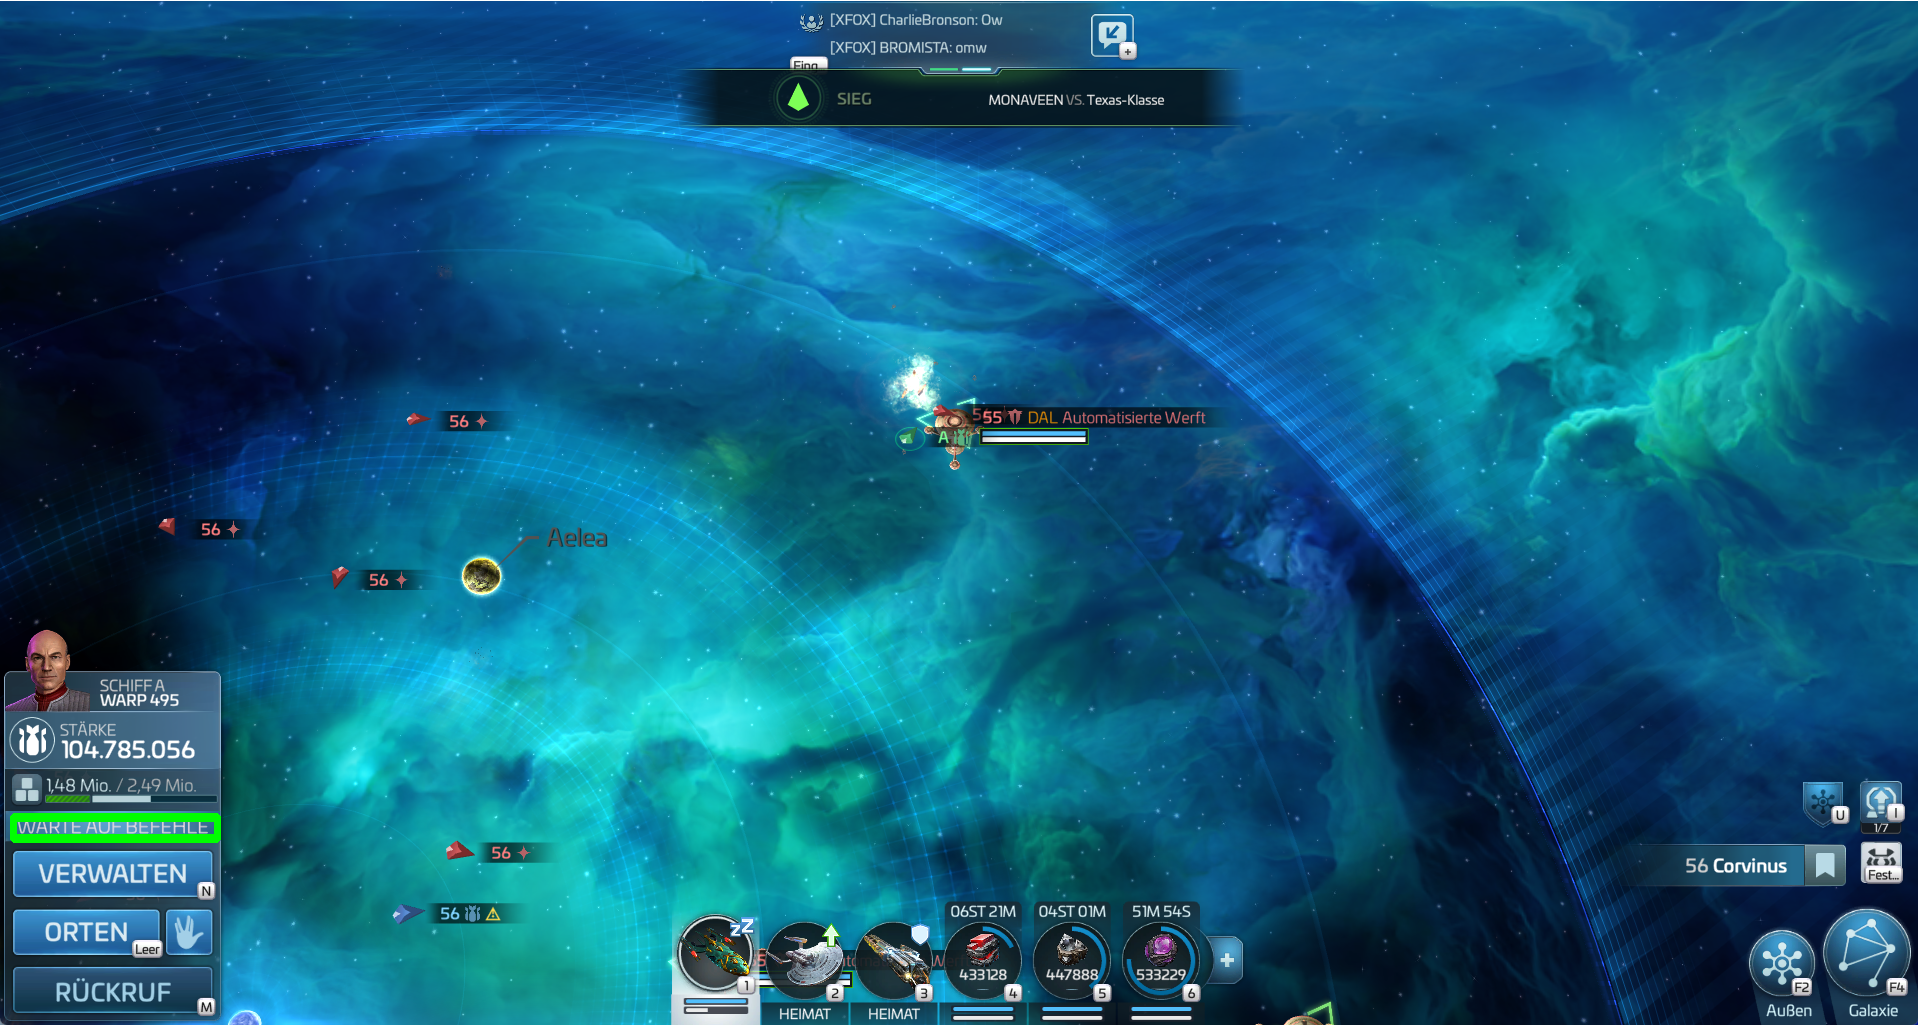 [XFOX] CharlieBronson: Ow
[XFOX] BROMISTA: omw
SIEG
MONAVEEN VS. Texas-Klasse
55 DAL Automatisierte Werft
A
56
56
56
Aelea
SCHIFF A
WARP 495
STÄRKE
104.785.056
1,48 Mio. / 2,49 Mio.
WARTE AUF BEFEHLE
VERWALTEN
N
ORTEN
Leer
RÜCKRUF
M
56
56
zZ
1
2
HEIMAT
3
HEIMAT
06ST 21M
433128
4
04ST 01M
447888
5
51M 54S
533229
6
+
U
I
1/7
56 Corvinus
Fest...
F2
Außen
F4
Galaxie